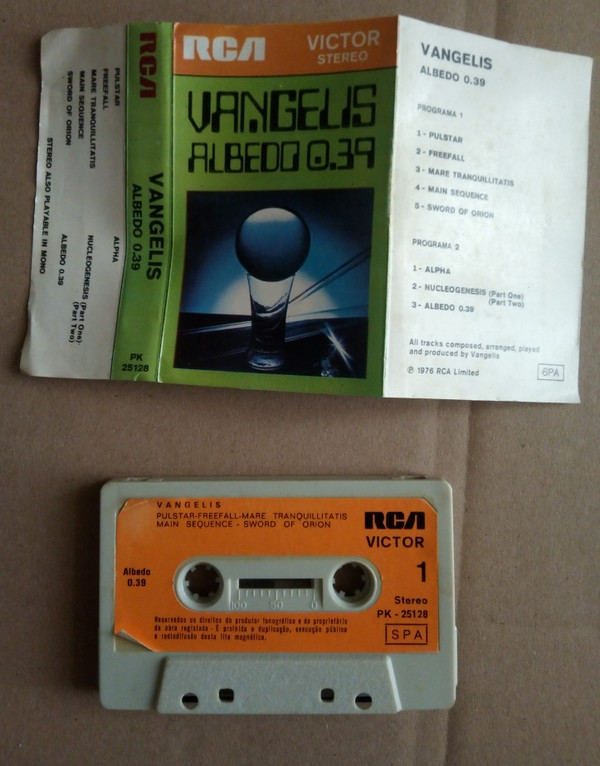 PULSTAR
FREEFALL
MARE TRANQUILLITATIS
MAIN SEQUENCE
SWORD OF ORION
ALPHA
NUCLEOGENESIS (Part One)
(Part Two)
ALBEDO 0.39
STEREO ALSO PLAYABLE IN MONO
RCA
VANGELIS
ALBEDO 0.39
PK
25128
RCA VICTOR
STEREO
VANGELIS
ALBEDO 0.39
VANGELIS
ALBEDO 0.39
PROGRAMA 1
1 - PULSTAR
2 - FREEFALL
3 - MARE TRANQUILLITATIS
4 - MAIN SEQUENCE
5 - SWORD OF ORION
PROGRAMA 2
1 - ALPHA
2 - NUCLEOGENESIS (Part One)
(Part Two)
3 - ALBEDO 0.39
All tracks composed, arranged, played
and produced by Vangelis
℗ 1976 RCA Limited
SPA
VANGELIS
PULSTAR-FREEFALL-MARE TRANQUILLITATIS
MAIN SEQUENCE - SWORD OF ORION
RCA
VICTOR
Albedo
0.39
1
100 50 0
Stereo
PK - 25128
Reservados os direitos do produtor fonográfico e do proprietário
da obra registada - É proibida a duplicação, execução pública
e radiodifusão desta fita magnética.
SPA